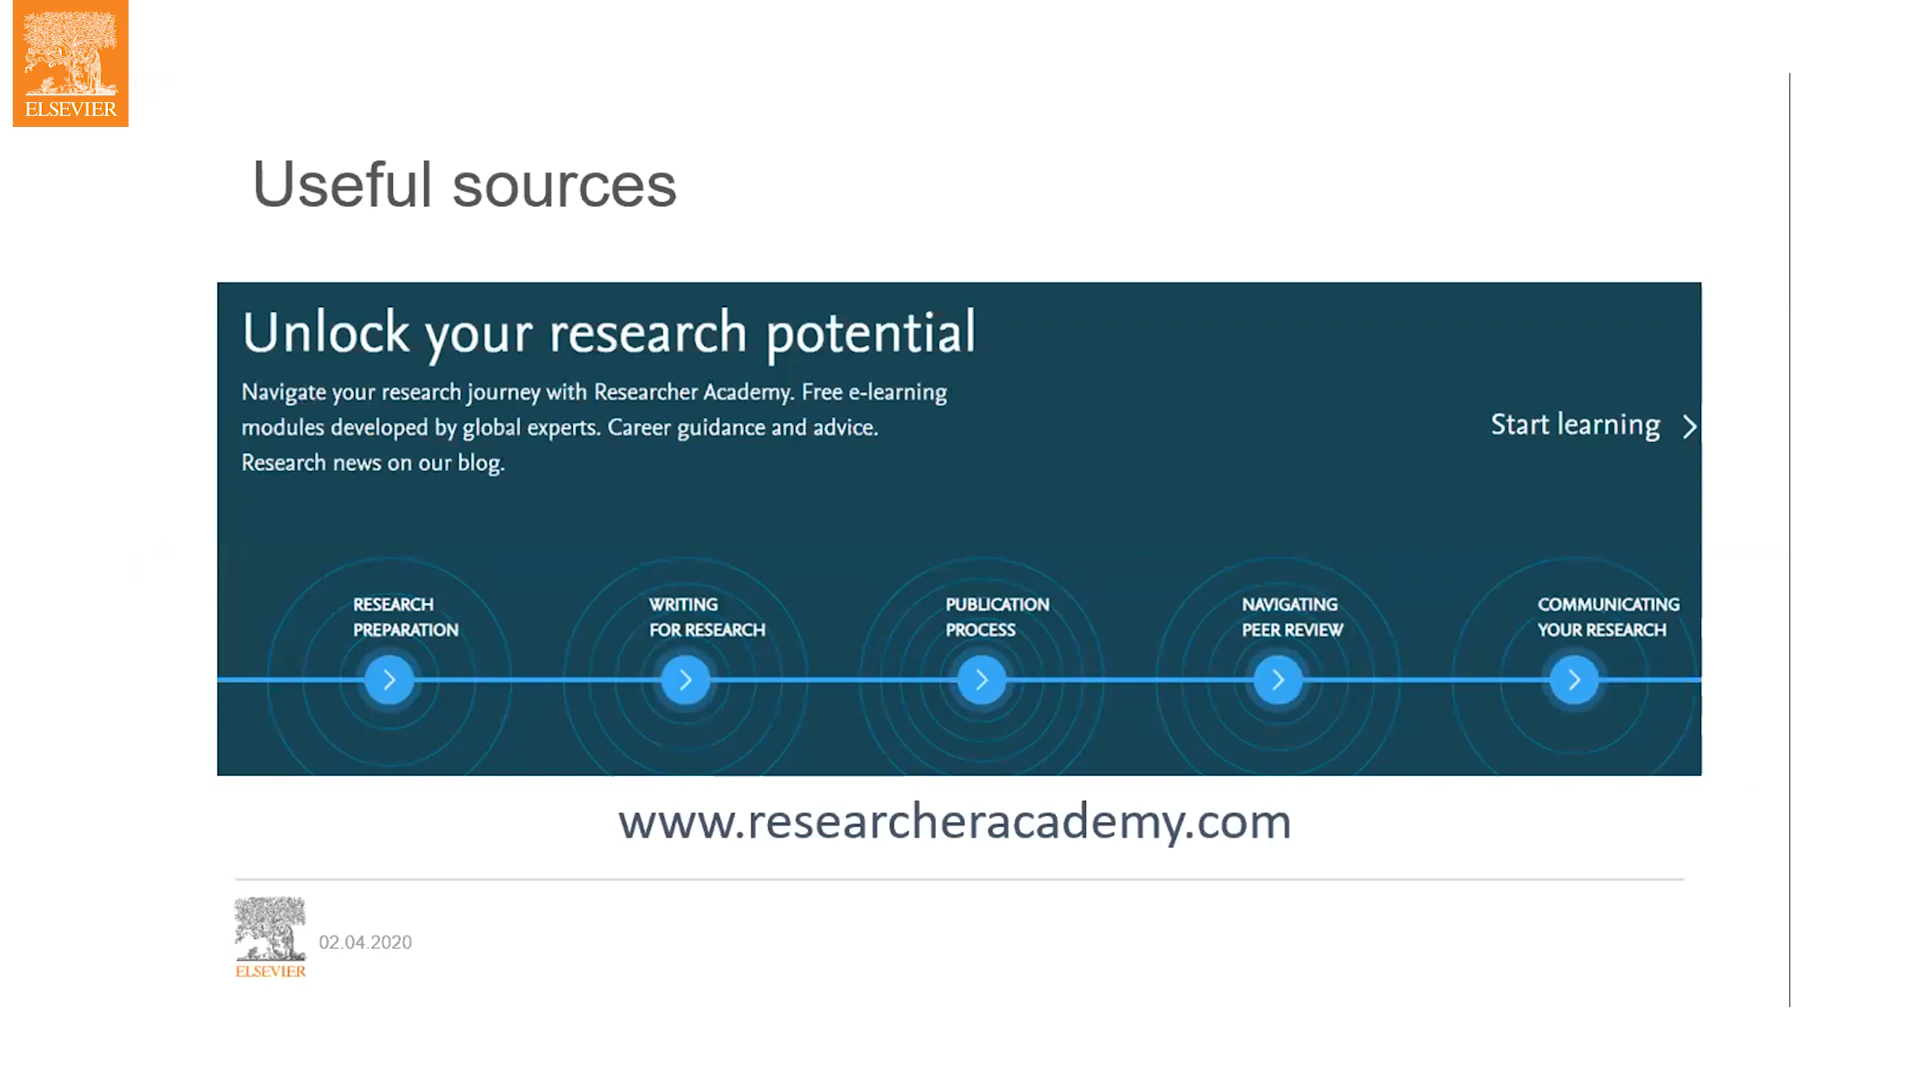 ELSEVIER
Useful sources
Unlock your research potential
Navigate your research journey with Researcher Academy. Free e-learning
modules developed by global experts. Career guidance and advice.
Research news on our blog.
Start learning
RESEARCH
PREPARATION
WRITING
FOR RESEARCH
PUBLICATION
PROCESS
NAVIGATING
PEER REVIEW
COMMUNICATING
YOUR RESEARCH
www.researcheracademy.com
ELSEVIER
02.04.2020